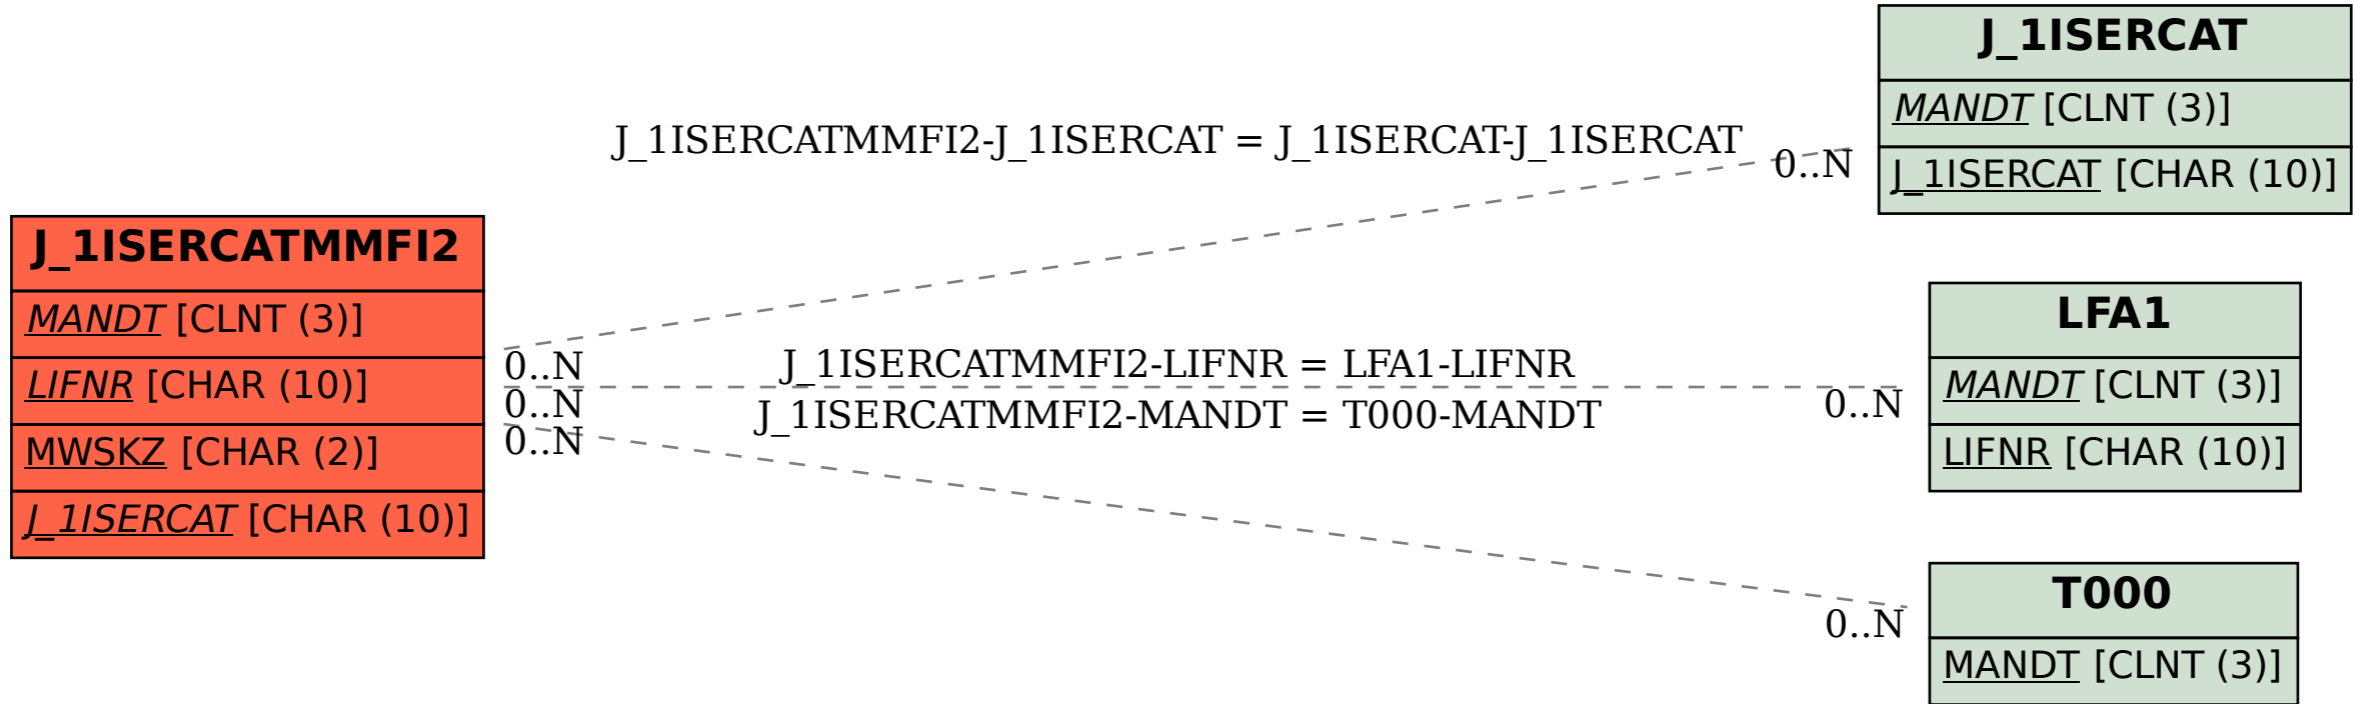 J_1ISERCATMMFI2
MANDT [CLNT (3)]
LIFNR [CHAR (10)]
MWSKZ [CHAR (2)]
J_1ISERCAT [CHAR (10)]
J_1ISERCATMMFI2-J_1ISERCAT = J_1ISERCAT-J_1ISERCAT
0..N
0..N
J_1ISERCATMMFI2-LIFNR = LFA1-LIFNR
0..N
0..N
J_1ISERCATMMFI2-MANDT = T000-MANDT
0..N
0..N
J_1ISERCAT
MANDT [CLNT (3)]
J_1ISERCAT [CHAR (10)]
LFA1
MANDT [CLNT (3)]
LIFNR [CHAR (10)]
T000
MANDT [CLNT (3)]